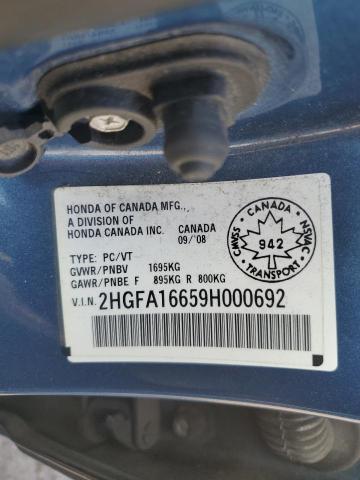 HONDA OF CANADA MFG.,
A DIVISION OF
HONDA CANADA INC. CANADA
09/'08
TYPE: PC/VT
GVWR/PNBV 1695KG
GAWR/PNBE F 895KG R 800KG
V.I.N. 2HGFA16659H000692
CANADA
CMVSS
942
NSVAC
TRANSPORT